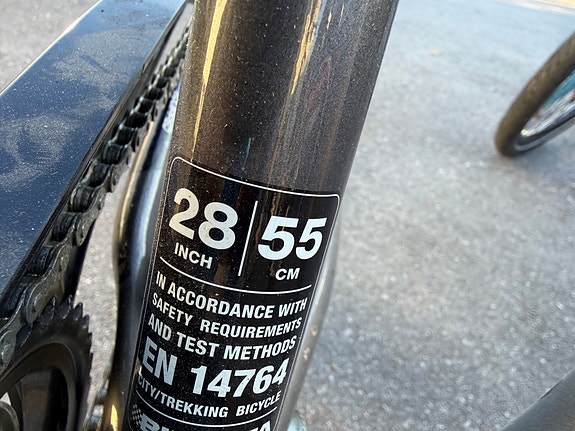 28 | 55
INCH CM
IN ACCORDANCE WITH
SAFETY REQUIREMENTS
AND TEST METHODS
EN 14764
CITY/TREKKING BICYCLE